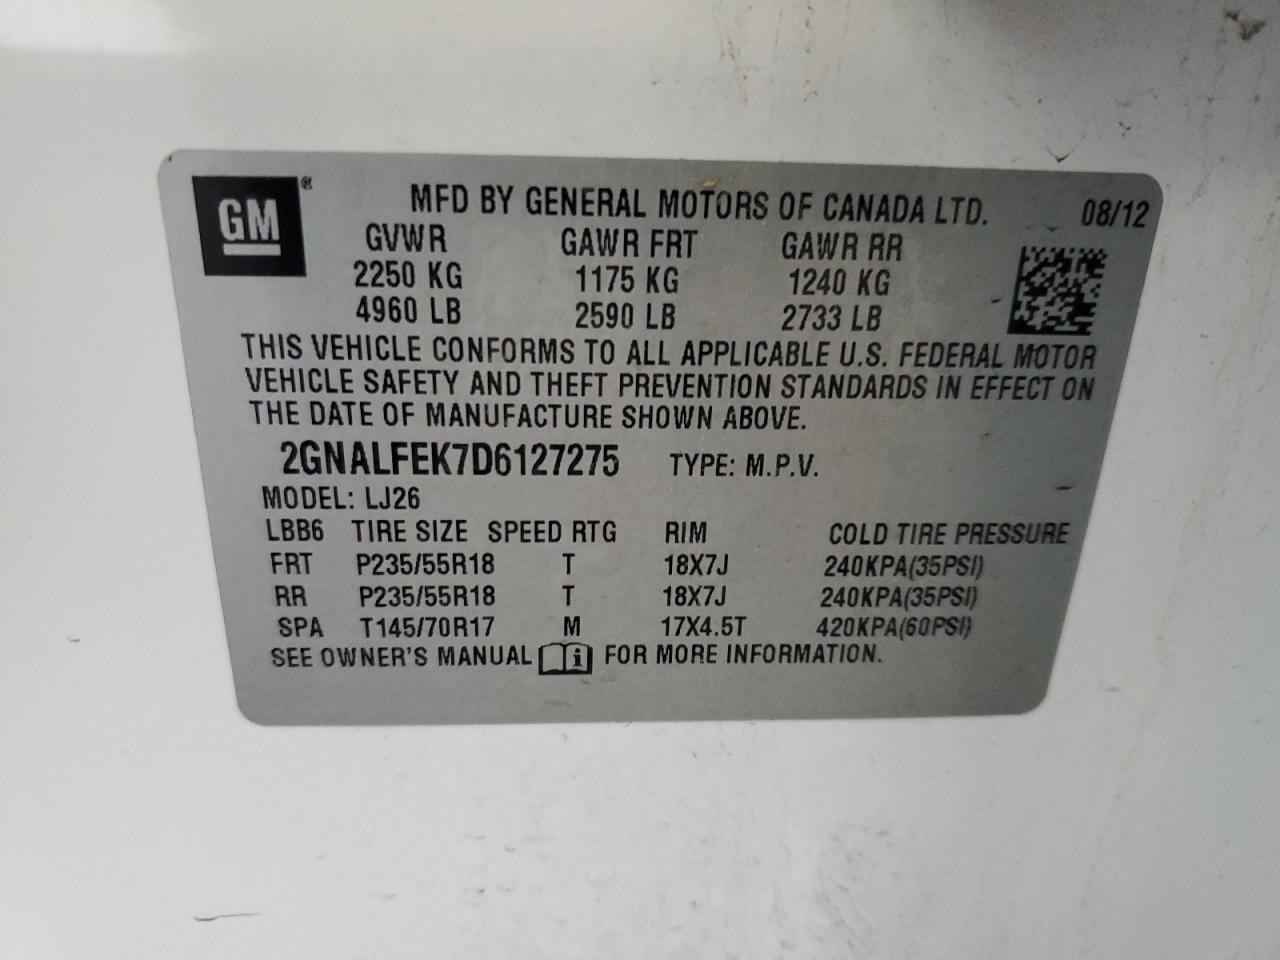 GM®
MFD BY GENERAL MOTORS OF CANADA LTD. 08/12
GVWR GAWR FRT GAWR RR
2250 KG 1175 KG 1240 KG
4960 LB 2590 LB 2733 LB
THIS VEHICLE CONFORMS TO ALL APPLICABLE U.S. FEDERAL MOTOR
VEHICLE SAFETY AND THEFT PREVENTION STANDARDS IN EFFECT ON
THE DATE OF MANUFACTURE SHOWN ABOVE.
2GNALFEK7D6127275 TYPE: M.P.V.
MODEL: LJ26
LBB6 TIRE SIZE SPEED RTG RIM COLD TIRE PRESSURE
FRT P235/55R18 T 18X7J 240KPA(35PSI)
RR P235/55R18 T 18X7J 240KPA(35PSI)
SPA T145/70R17 M 17X4.5T 420KPA(60PSI)
SEE OWNER'S MANUAL i FOR MORE INFORMATION.